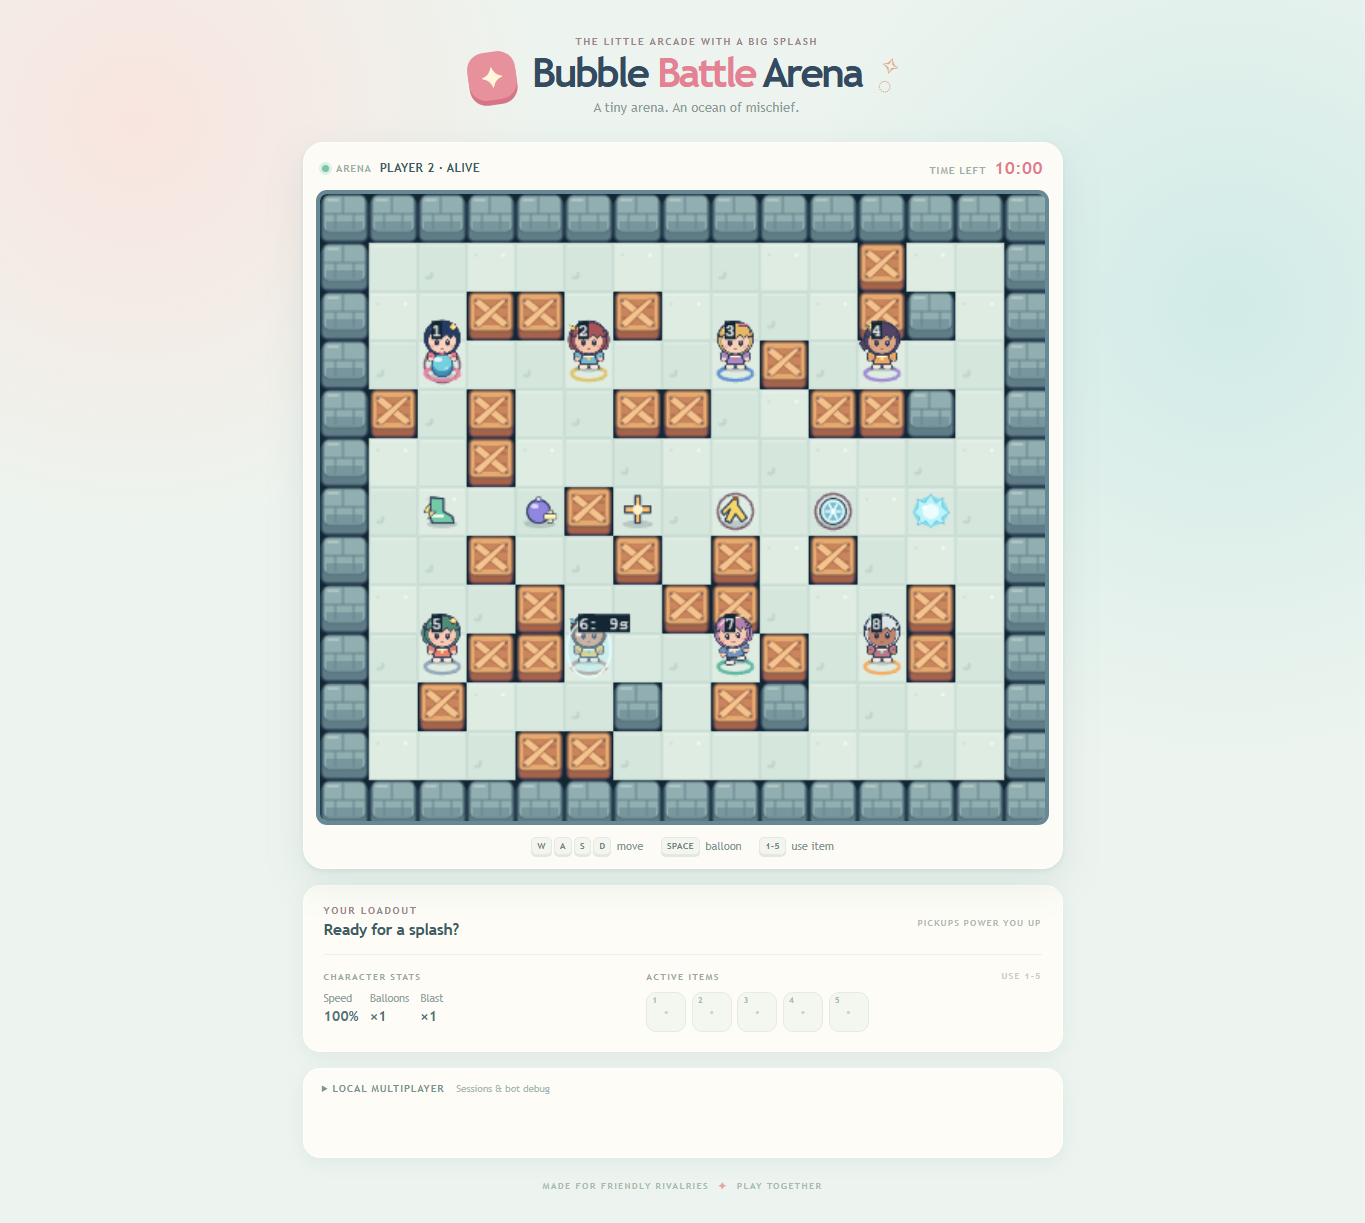 THE LITTLE ARCADE WITH A BIG SPLASH
Bubble Battle Arena
A tiny arena. An ocean of mischief.
ARENA PLAYER 2 · ALIVE
TIME LEFT 10:00
1
2
3
4
5
6: 9s
7
8
W A S D move SPACE balloon 1-5 use item
YOUR LOADOUT
Ready for a splash?
PICKUPS POWER YOU UP
CHARACTER STATS
Speed Balloons Blast
100% ×1 ×1
ACTIVE ITEMS
USE 1-5
1 2 3 4 5
LOCAL MULTIPLAYER Sessions & bot debug
MADE FOR FRIENDLY RIVALRIES ✦ PLAY TOGETHER